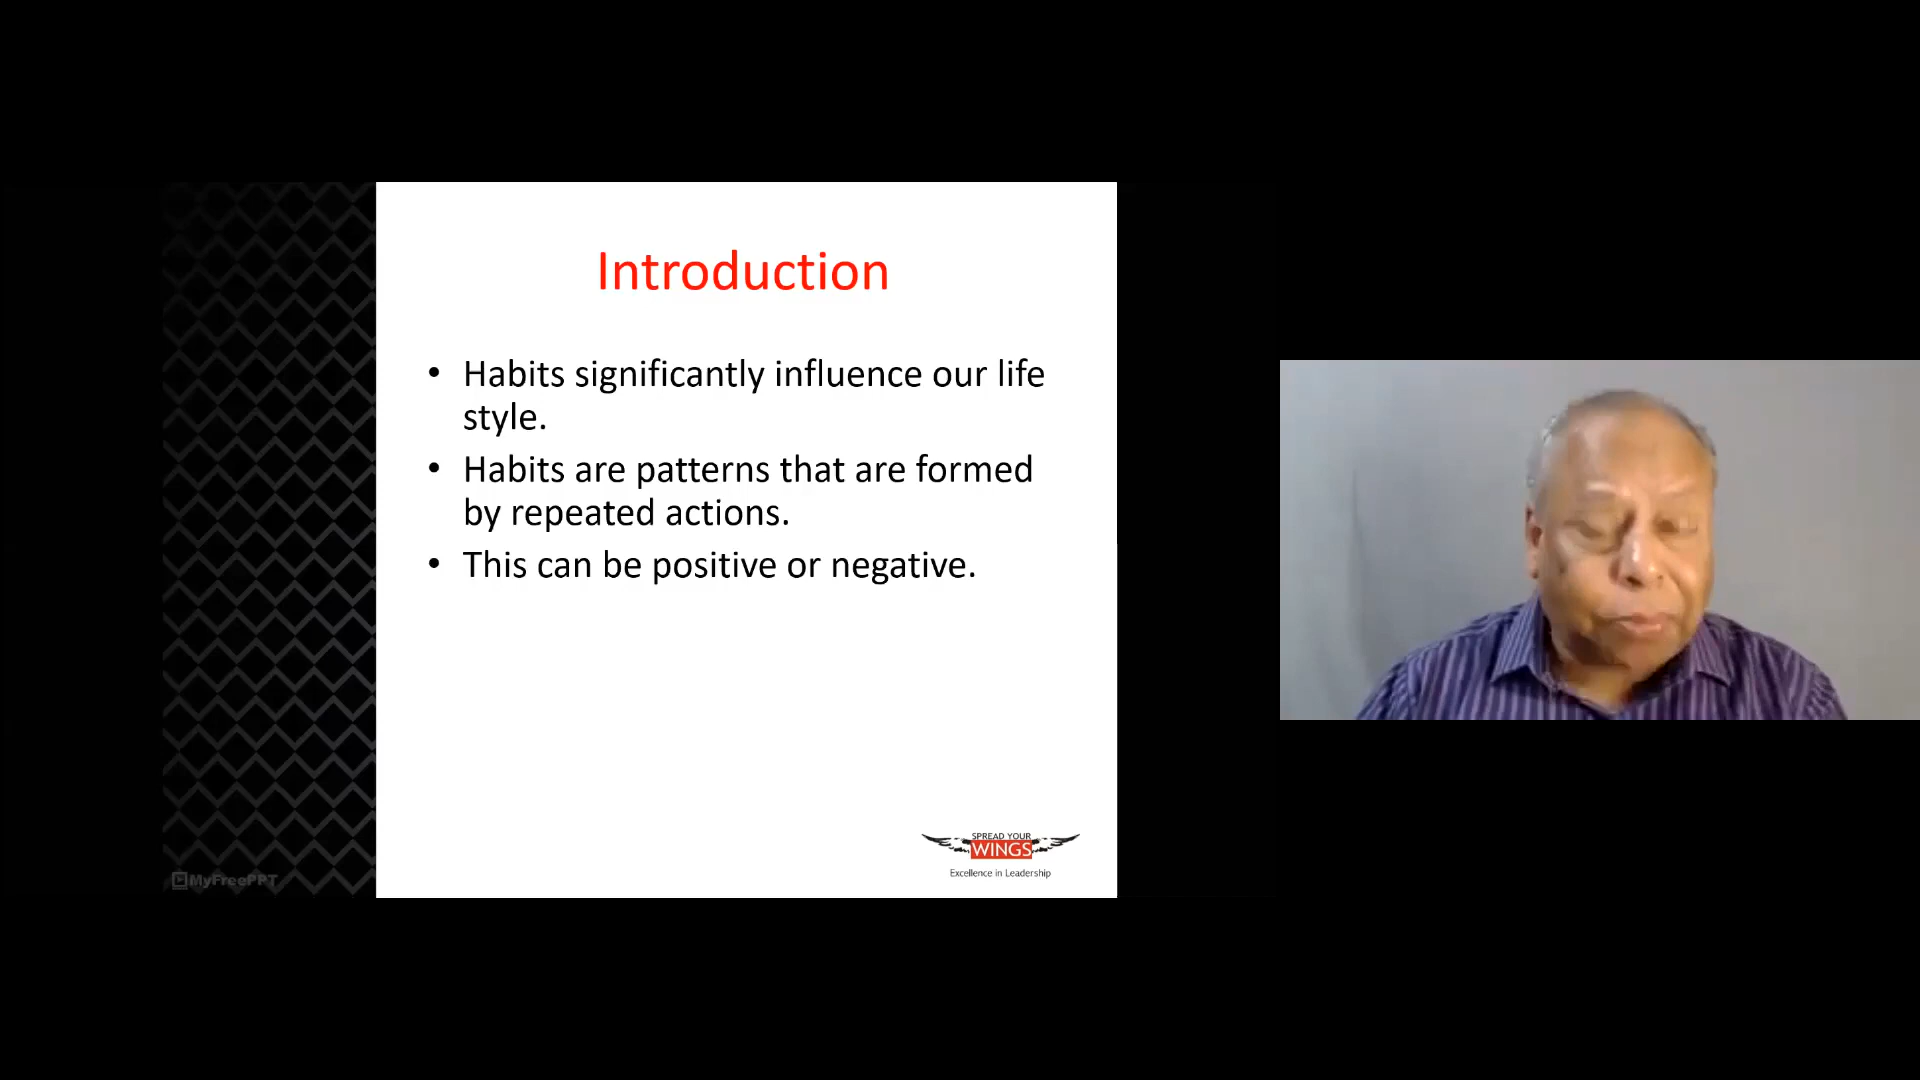 Introduction
• Habits significantly influence our life
style.
• Habits are patterns that are formed
by repeated actions.
• This can be positive or negative.
SPREAD YOUR
WINGS
Excellence in Leadership
MyFreePPT